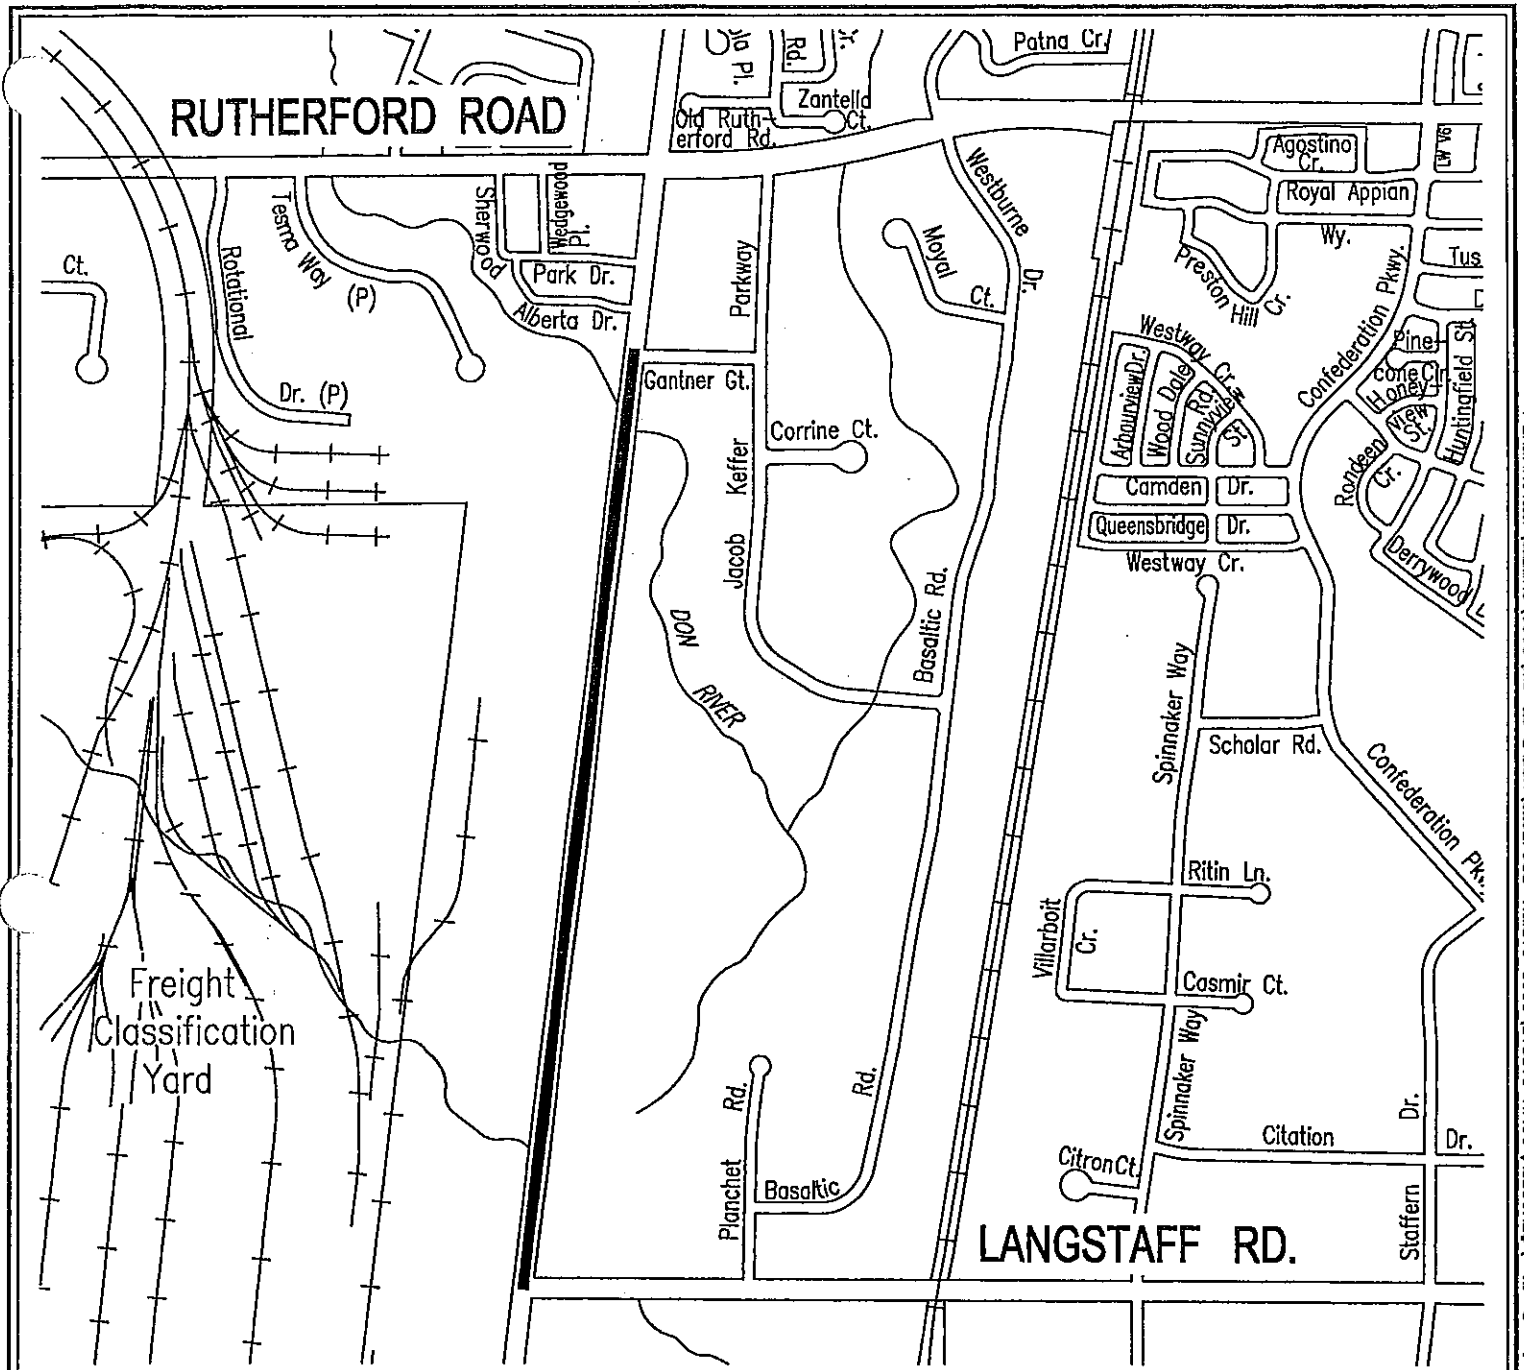 Patna Cr.
Rd.
Pl.
Zantella
Ct.
Old Ruth-
erford Rd.
RUTHERFORD ROAD
Agostino
Cr.
Royal Appian
Wy.
Westburne
Dr.
Wedgewood
Pl.
Sherwood
Park Dr.
Alberta Dr.
Tesma Way
(P)
Rotational
Dr. (P)
Ct.
Moyal
Ct.
Parkway
Preston Hill
Cr.
Confederation Pkwy.
Tus
Pine-
cone Cir.
Honey-
view
St.
Huntingfield St.
Westway Cr.
Arbourview Dr.
Wood Dale
Rd.
Sunnyview
St.
Gantner Gt.
Corrine Ct.
Jacob Keffer
Camden Dr.
Queensbridge Dr.
Westway Cr.
Rondeen
Cr.
Derrywood
DON
RIVER
Basaltic Rd.
Spinnaker Way
Scholar Rd.
Confederation
Ritin Ln.
Villarboit
Cr.
Casmir Ct.
Spinnaker Way
Freight
Classification
Yard
Planchet Rd.
Basaltic
Rd.
Citation
Dr.
Citron Ct.
Staffern
Dr.
LANGSTAFF RD.